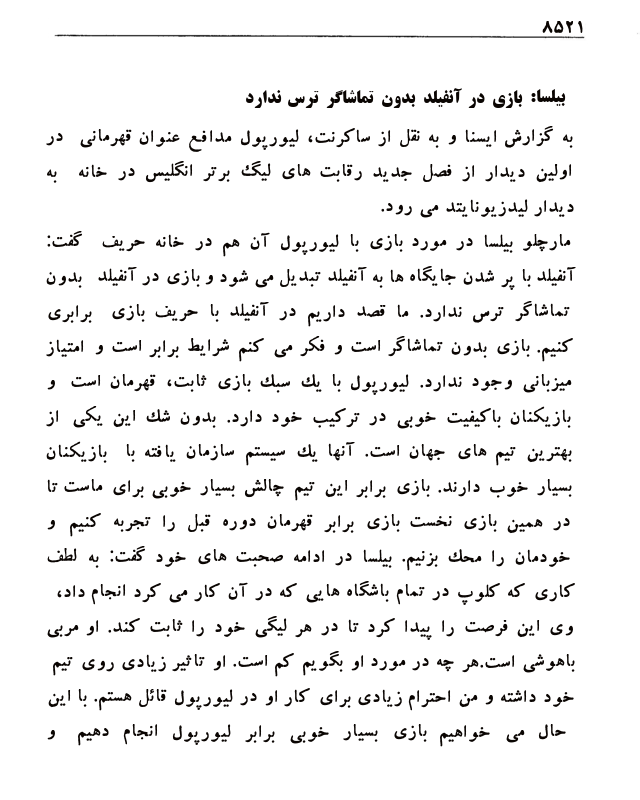 ۸۵۲۱
بیلسا: بازی در آنفیلد بدون تماشاگر ترس ندارد
به گزارش ایسنا و به نقل از ساکرنت، لیورپول مدافع عنوان قهرمانی در
اولین دیدار از فصل جدید رقابت های لیگ برتر انگلیس در خانه به
دیدار لیدزیونایتد می رود.
مارچلو بیلسا در مورد بازی با لیورپول آن هم در خانه حریف گفت:
آنفیلد با پر شدن جایگاه ها به آنفیلد تبدیل می شود و بازی در آنفیلد بدون
تماشاگر ترس ندارد. ما قصد داریم در آنفیلد با حریف بازی برابری
کنیم. بازی بدون تماشاگر است و فکر می کنم شرایط برابر است و امتیاز
میزبانی وجود ندارد. لیورپول با یك سبك بازی ثابت، قهرمان است و
بازیکنان باکیفیت خوبی در ترکیب خود دارد. بدون شك این یکی از
بهترین تیم های جهان است. آنها یك سیستم سازمان یافته با بازیکنان
بسیار خوب دارند. بازی برابر این تیم چالش بسیار خوبی برای ماست تا
در همین بازی نخست بازی برابر قهرمان دوره قبل را تجربه کنیم و
خودمان را محك بزنیم. بیلسا در ادامه صحبت های خود گفت: به لطف
کاری که کلوپ در تمام باشگاه هایی که در آن کار می کرد انجام داد،
وی این فرصت را پیدا کرد تا در هر لیگی خود را ثابت کند. او مربی
باهوشی است.هر چه در مورد او بگویم کم است. او تاثیر زیادی روی تیم
خود داشته و من احترام زیادی برای کار او در لیورپول قائل هستم. با این
حال می خواهیم بازی بسیار خوبی برابر لیورپول انجام دهیم و